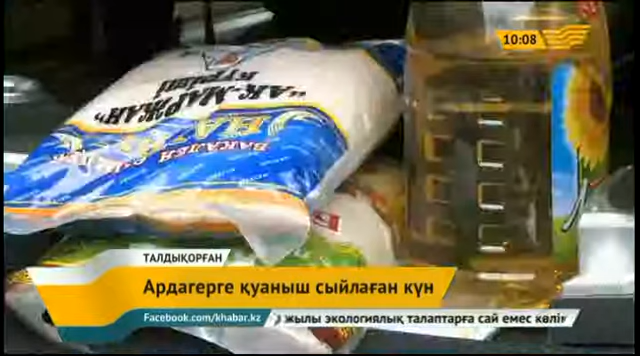 10:08
"АҚ-МАРЖАН"
КҮРІШІ
ТАЛДЫҚОРҒАН
Ардагерге қуаныш сыйлаған күн
Facebook.com/khabar.kz
жылы экологиялық талаптарға сай емес көлік